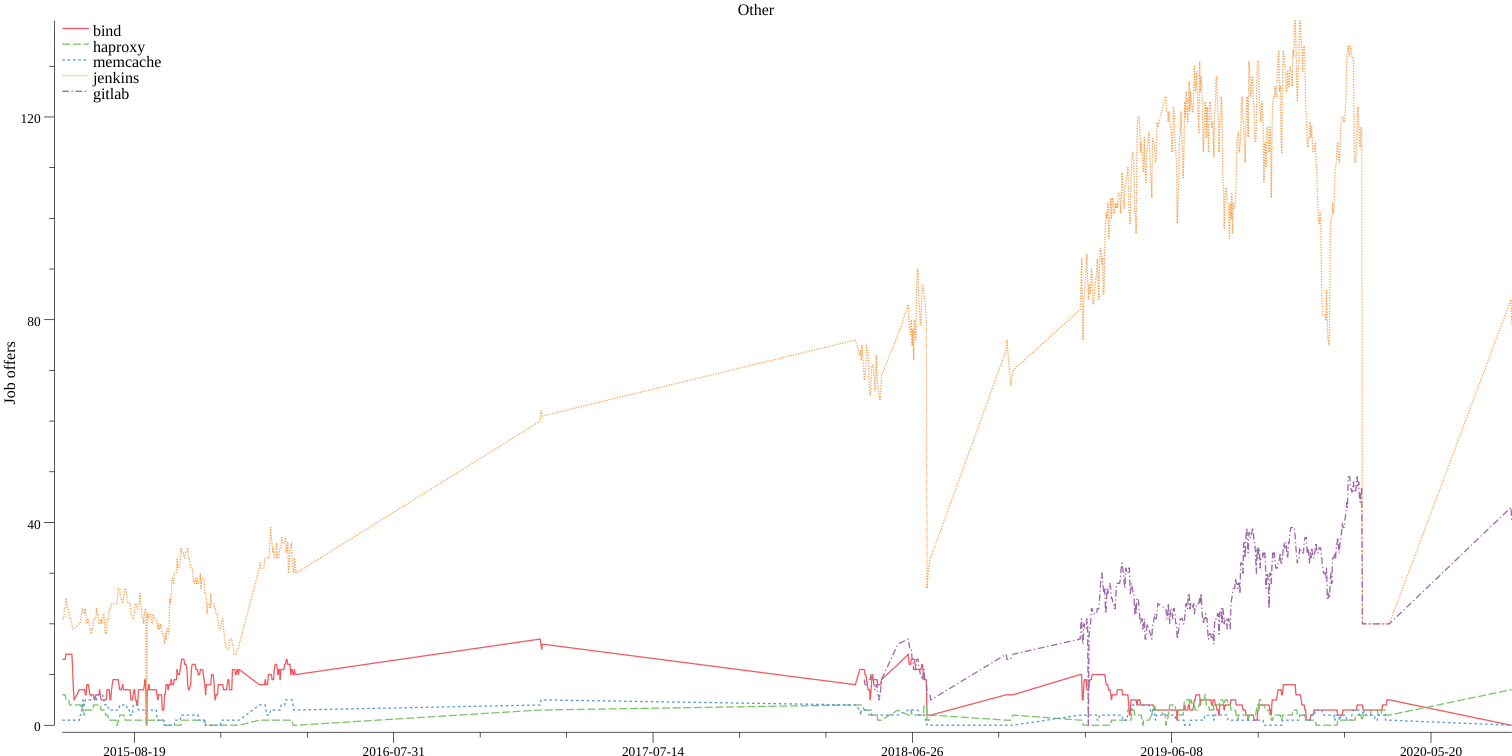 Other
bind
haproxy
memcache
jenkins
gitlab
120
80
40
0
Job offers
2015-08-19
2016-07-31
2017-07-14
2018-06-26
2019-06-08
2020-05-20